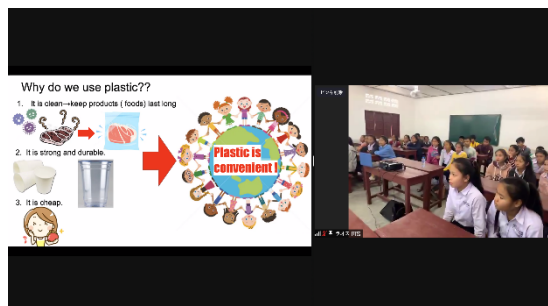 Why do we use plastic??
1. It is clean→keep products ( foods) last long
2. It is strong and durable.
3. It is cheap.
Plastic is
convenient !